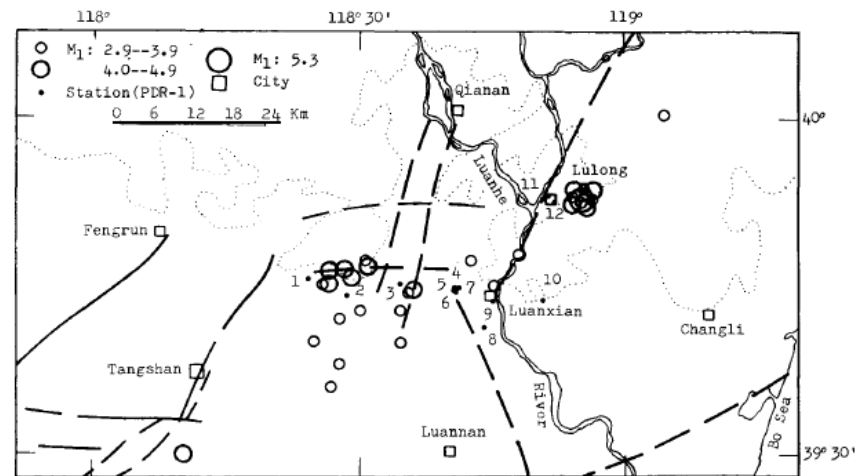 118°
118°30'
119°
M₁: 2.9--3.9
4.0--4.9
M₁: 5.3
City
Station(PDR-1)
0 6 12 18 24 Km
Qianan
40°
Luanhe
Lulong
11
12
Fengrun
1
2
3
4
5
7
6
9
10
Luanxian
8
Changli
Tangshan
River
Bo Sea
Luannan
39°30'